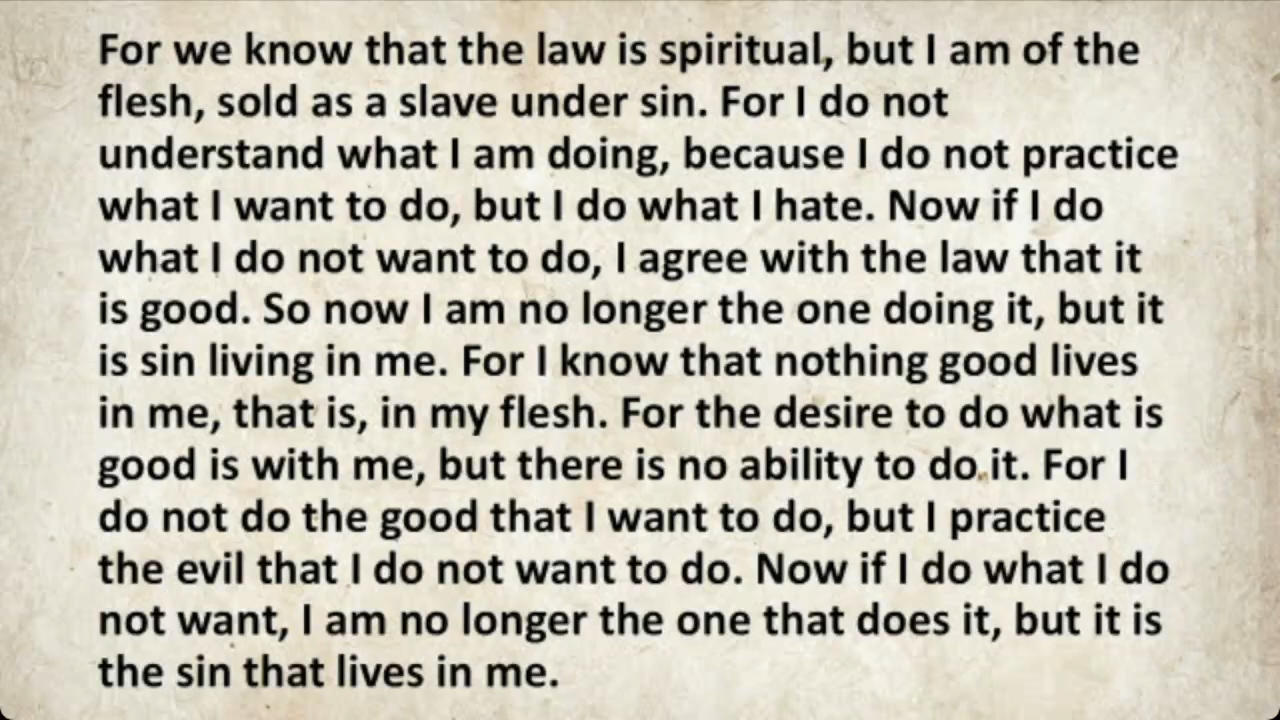 For we know that the law is spiritual, but I am of the
flesh, sold as a slave under sin. For I do not
understand what I am doing, because I do not practice
what I want to do, but I do what I hate. Now if I do
what I do not want to do, I agree with the law that it
is good. So now I am no longer the one doing it, but it
is sin living in me. For I know that nothing good lives
in me, that is, in my flesh. For the desire to do what is
good is with me, but there is no ability to do it. For I
do not do the good that I want to do, but I practice
the evil that I do not want to do. Now if I do what I do
not want, I am no longer the one that does it, but it is
the sin that lives in me.